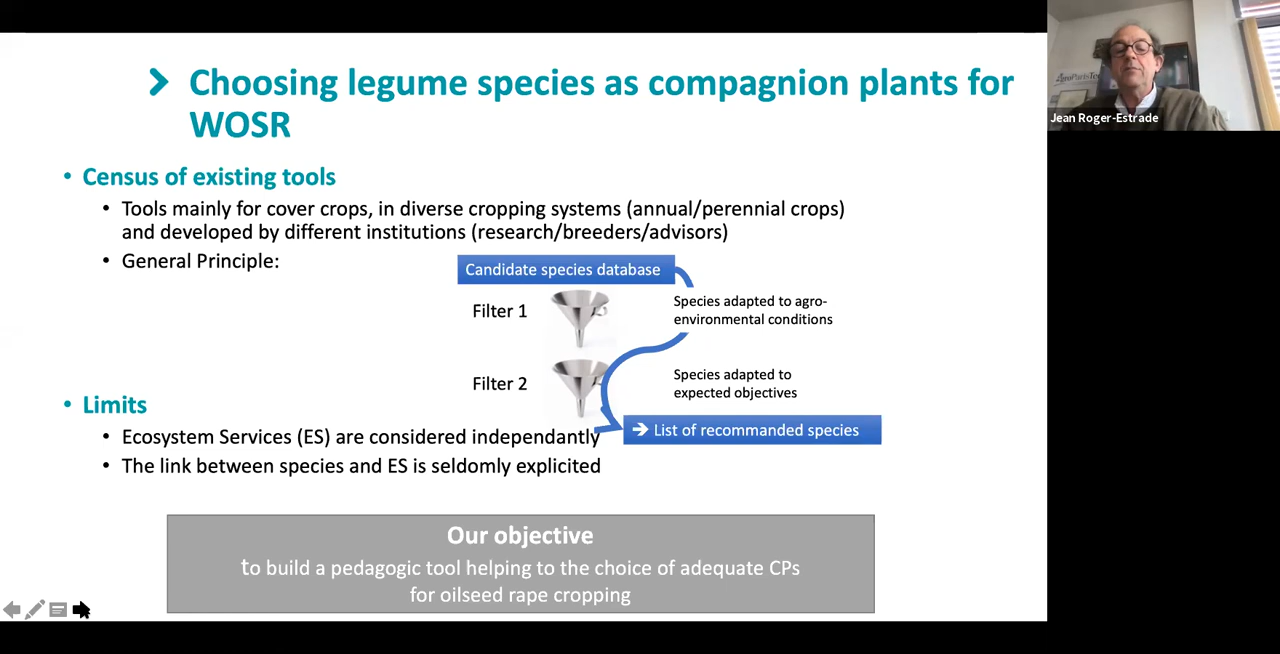 Choosing legume species as compagnion plants for
WOSR
• Census of existing tools
• Tools mainly for cover crops, in diverse cropping systems (annual/perennial crops)
and developed by different institutions (research/breeders/advisors)
• General Principle:
Candidate species database
Filter 1
Species adapted to agro-
environmental conditions
Filter 2
Species adapted to
expected objectives
➔ List of recommanded species
• Limits
• Ecosystem Services (ES) are considered independantly
• The link between species and ES is seldomly explicited
Our objective
to build a pedagogic tool helping to the choice of adequate CPs
for oilseed rape cropping
Jean Roger-Estrade